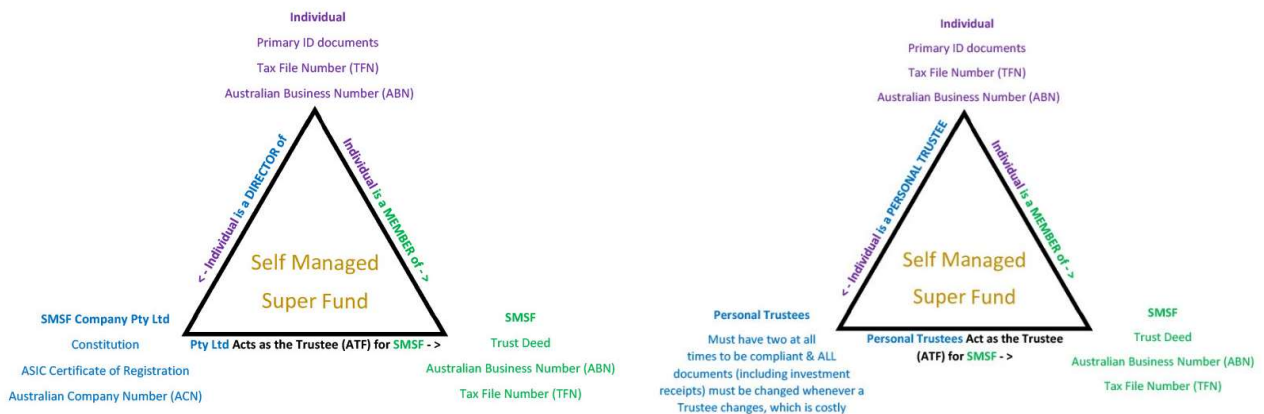 Individual
Primary ID documents
Tax File Number (TFN)
Australian Business Number (ABN)
< - Individual is a DIRECTOR of
Individual is a MEMBER of - >
Self Managed
Super Fund
SMSF Company Pty Ltd
Constitution
ASIC Certificate of Registration
Australian Company Number (ACN)
Pty Ltd Acts as the Trustee (ATF) for SMSF - >
SMSF
Trust Deed
Australian Business Number (ABN)
Tax File Number (TFN)
Individual
Primary ID documents
Tax File Number (TFN)
Australian Business Number (ABN)
< - Individual is a PERSONAL TRUSTEE
Individual is a MEMBER of - >
Self Managed
Super Fund
Personal Trustees
Must have two at all
times to be compliant & ALL
documents (including investment
receipts) must be changed whenever a
Trustee changes, which is costly
Personal Trustees Act as the Trustee
(ATF) for SMSF - >
SMSF
Trust Deed
Australian Business Number (ABN)
Tax File Number (TFN)